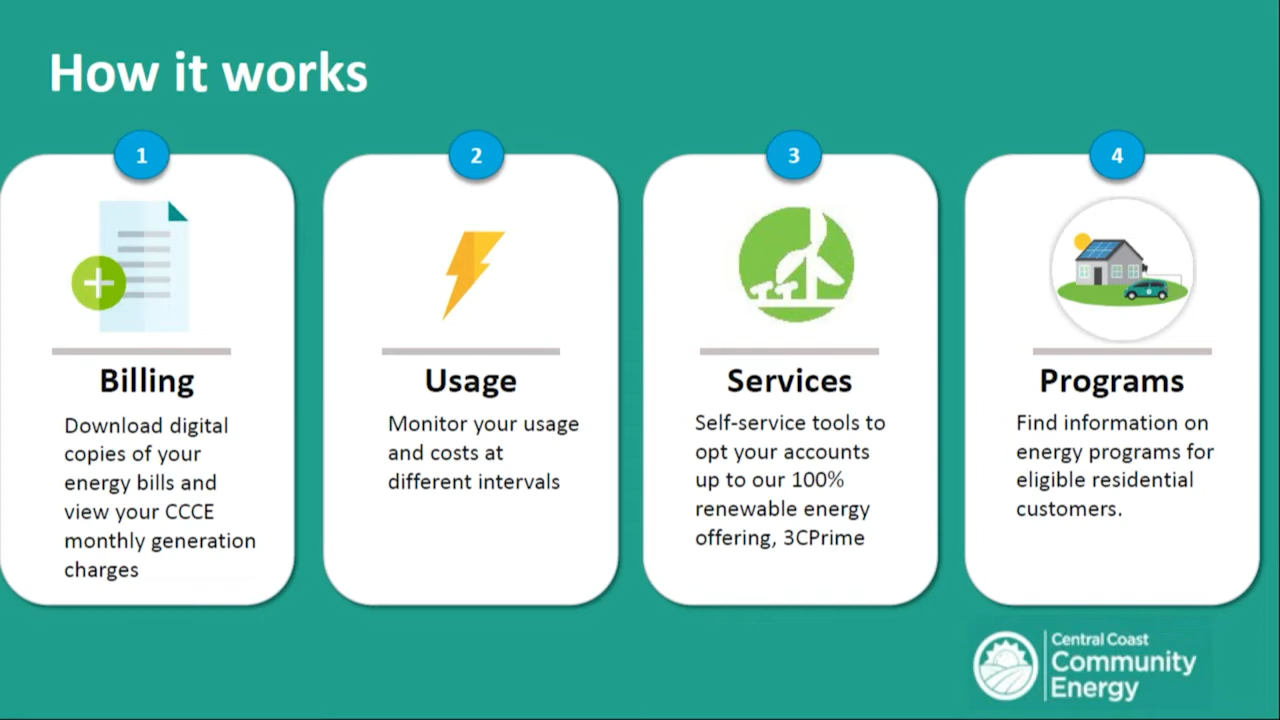 How it works
1
Billing
Download digital
copies of your
energy bills and
view your CCCE
monthly generation
charges
2
Usage
Monitor your usage
and costs at
different intervals
3
Services
Self-service tools to
opt your accounts
up to our 100%
renewable energy
offering, 3CPrime
4
Programs
Find information on
energy programs for
eligible residential
customers.
Central Coast
Community
Energy